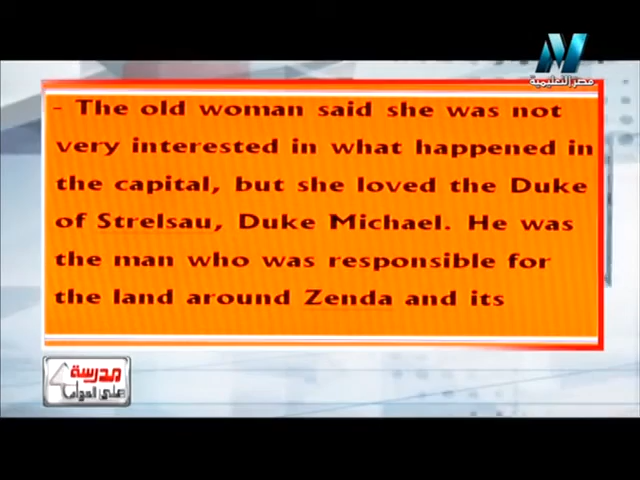 مصر التعليمية
- The old woman said she was not
very interested in what happened in
the capital, but she loved the Duke
of Strelsau, Duke Michael. He was
the man who was responsible for
the land around Zenda and its
مدرسة
على الهواء